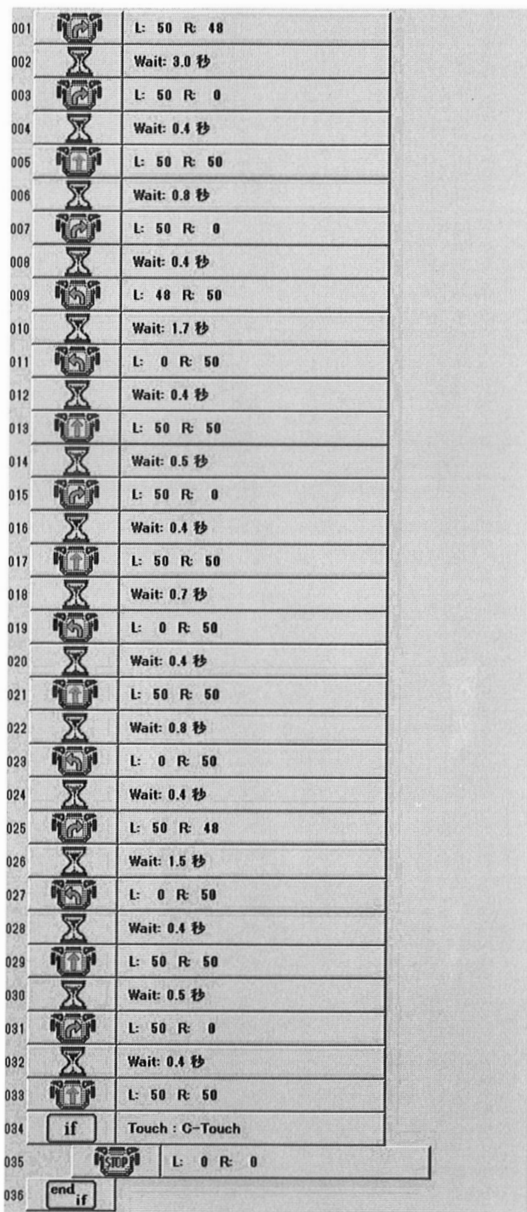 001 L: 50 R: 48
002 Wait: 3.0 秒
003 L: 50 R: 0
004 Wait: 0.4 秒
005 L: 50 R: 50
006 Wait: 0.8 秒
007 L: 50 R: 0
008 Wait: 0.4 秒
009 L: 48 R: 50
010 Wait: 1.7 秒
011 L: 0 R: 50
012 Wait: 0.4 秒
013 L: 50 R: 50
014 Wait: 0.5 秒
015 L: 50 R: 0
016 Wait: 0.4 秒
017 L: 50 R: 50
018 Wait: 0.7 秒
019 L: 0 R: 50
020 Wait: 0.4 秒
021 L: 50 R: 50
022 Wait: 0.8 秒
023 L: 0 R: 50
024 Wait: 0.4 秒
025 L: 50 R: 48
026 Wait: 1.5 秒
027 L: 0 R: 50
028 Wait: 0.4 秒
029 L: 50 R: 50
030 Wait: 0.5 秒
031 L: 50 R: 0
032 Wait: 0.4 秒
033 L: 50 R: 50
034 if Touch : C-Touch
035 STOP L: 0 R: 0
036 end if